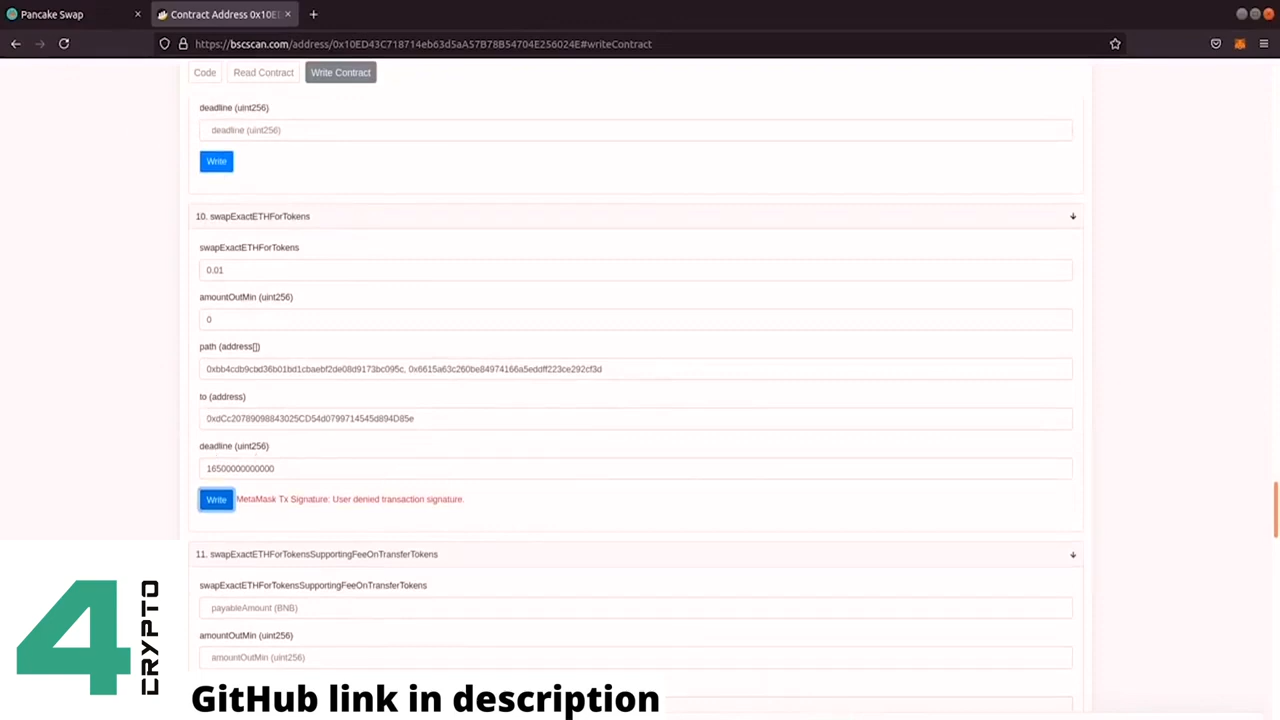 Pancake Swap
Contract Address 0x10E
https://bscscan.com/address/0x10ED43C718714eb63d5aA57B78B54704E256024E#writeContract
Code
Read Contract
Write Contract
deadline (uint256)
deadline (uint256)
Write
10. swapExactETHForTokens
swapExactETHForTokens
0.01
amountOutMin (uint256)
0
path (address[])
0xbb4cdb9cbd36b01bd1cbaebf2de08d9173bc095c, 0x6615a63c260be84974166a5eddff223ce292cf3d
to (address)
0xdCc20789098843025CD54d0799714545d894D85e
deadline (uint256)
16500000000000
Write MetaMask Tx Signature: User denied transaction signature.
11. swapExactETHForTokensSupportingFeeOnTransferTokens
swapExactETHForTokensSupportingFeeOnTransferTokens
payableAmount (BNB)
amountOutMin (uint256)
amountOutMin (uint256)
4
CRYPTO
GitHub link in description